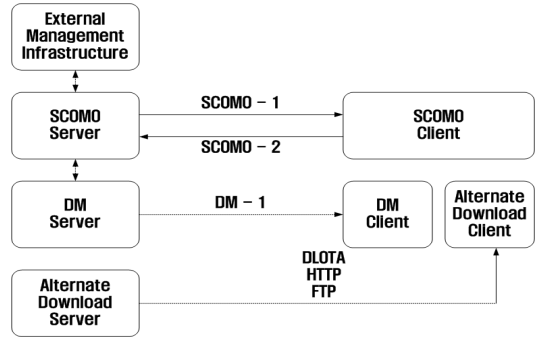 External
Management
Infrastructure
SCOMO
Server
SCOMO - 1
SCOMO - 2
SCOMO
Client
DM
Server
DM - 1
DM
Client
Alternate
Download
Client
DLOTA
HTTP
FTP
Alternate
Download
Server